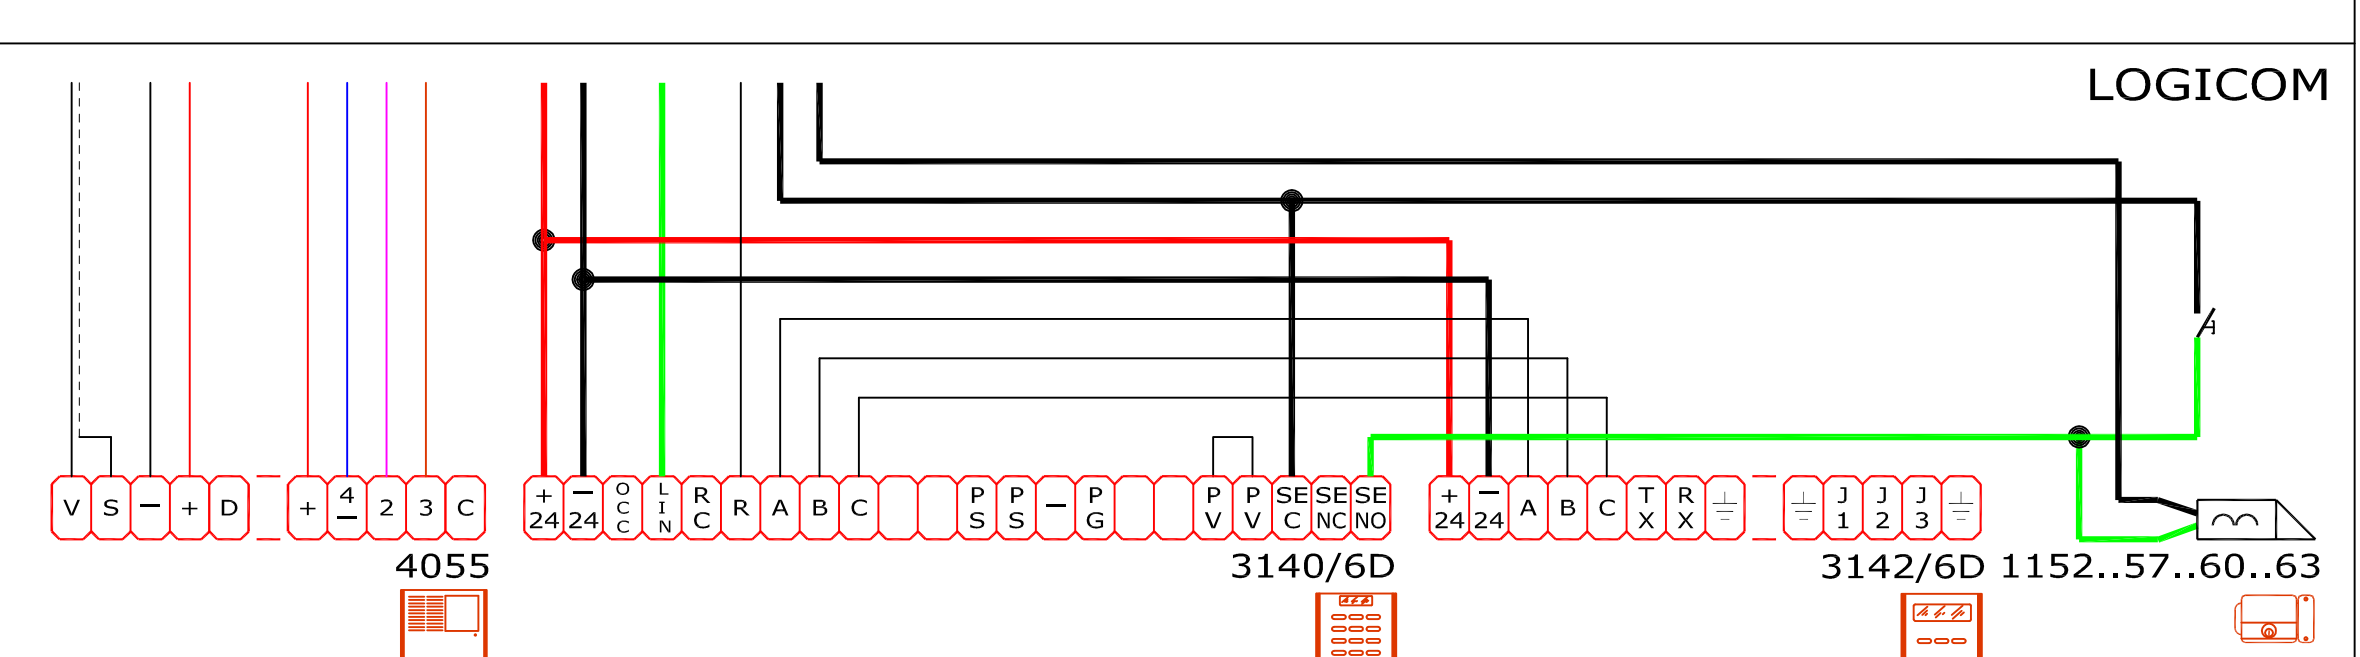 LOGICOM
A
V S − + D + 4 − 2 3 C +24 −24 OCC LIN RC R A B C PS PS − PG PV PV SEC SENC SENO +24 −24 A B C TX RX J1 J2 J3
4055 3140/6D 3142/6D 1152..57..60..63